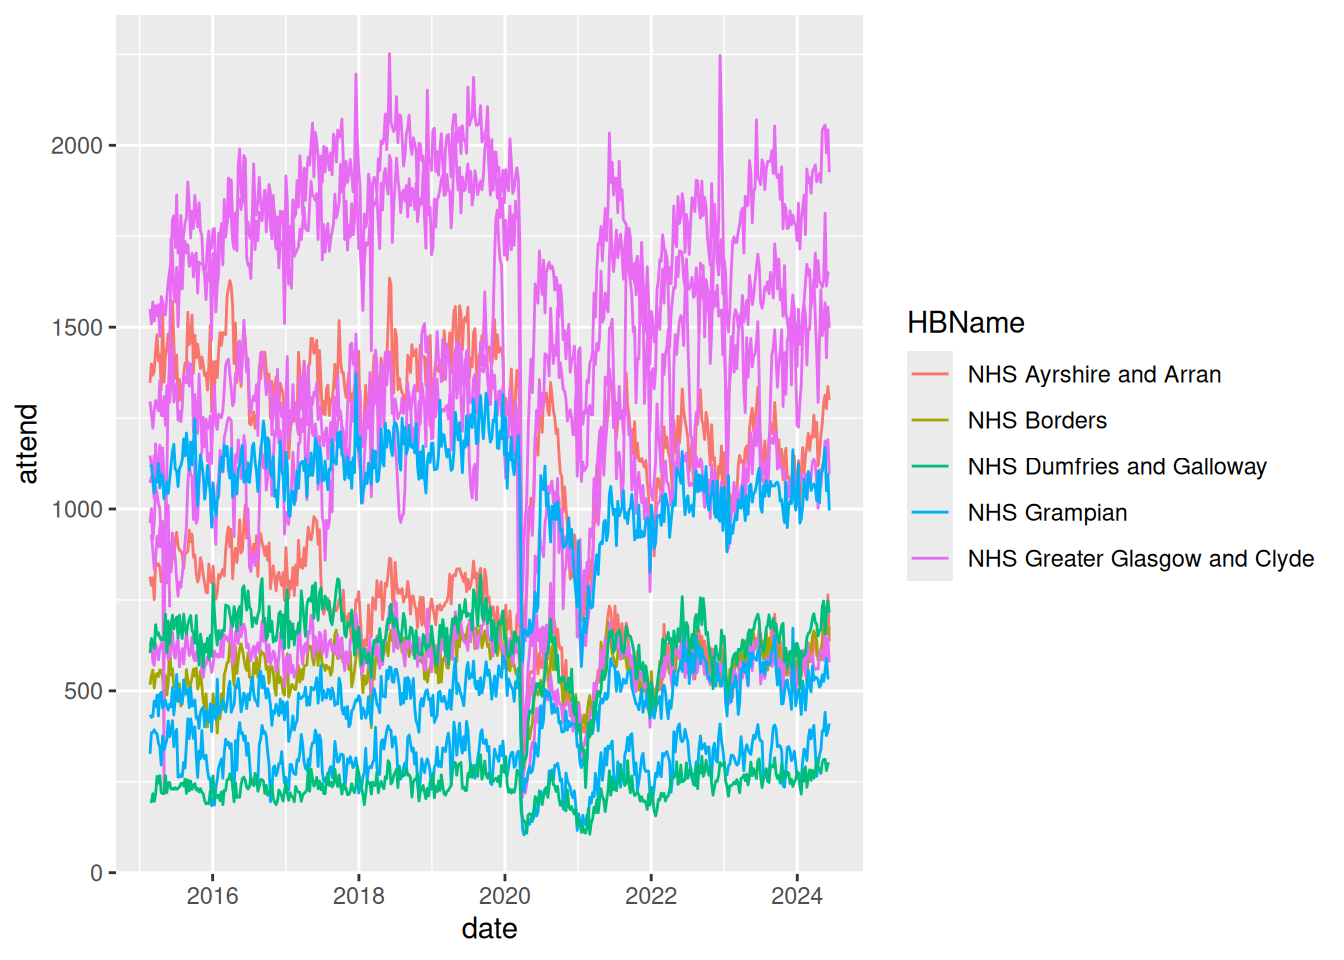 2000
1500
1000
500
0
attend
2016 2018 2020 2022 2024
date
HBName
NHS Ayrshire and Arran
NHS Borders
NHS Dumfries and Galloway
NHS Grampian
NHS Greater Glasgow and Clyde